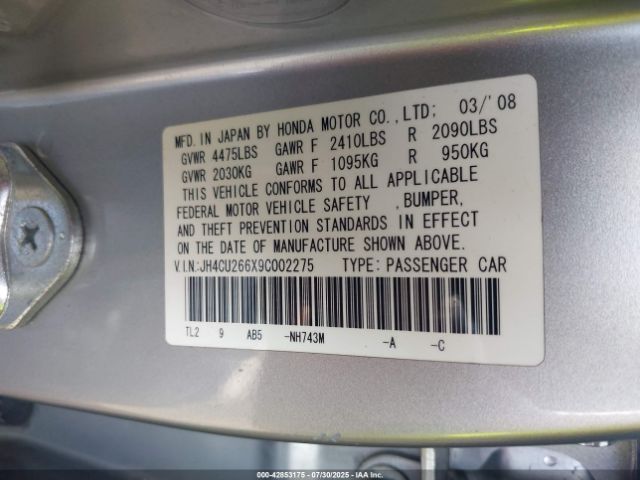 MFD. IN JAPAN BY HONDA MOTOR CO.,LTD; 03/'08
GVWR 4475LBS GAWR F 2410LBS R 2090LBS
GVWR 2030KG GAWR F 1095KG R 950KG
THIS VEHICLE CONFORMS TO ALL APPLICABLE
FEDERAL MOTOR VEHICLE SAFETY ,BUMPER,
AND THEFT PREVENTION STANDARDS IN EFFECT
ON THE DATE OF MANUFACTURE SHOWN ABOVE.
V.I.N:JH4CU266X9C002275 TYPE: PASSENGER CAR
TL2 9 AB5 -NH743M -A -C
000-42853175 - 07/30/2025 - IAA Inc.